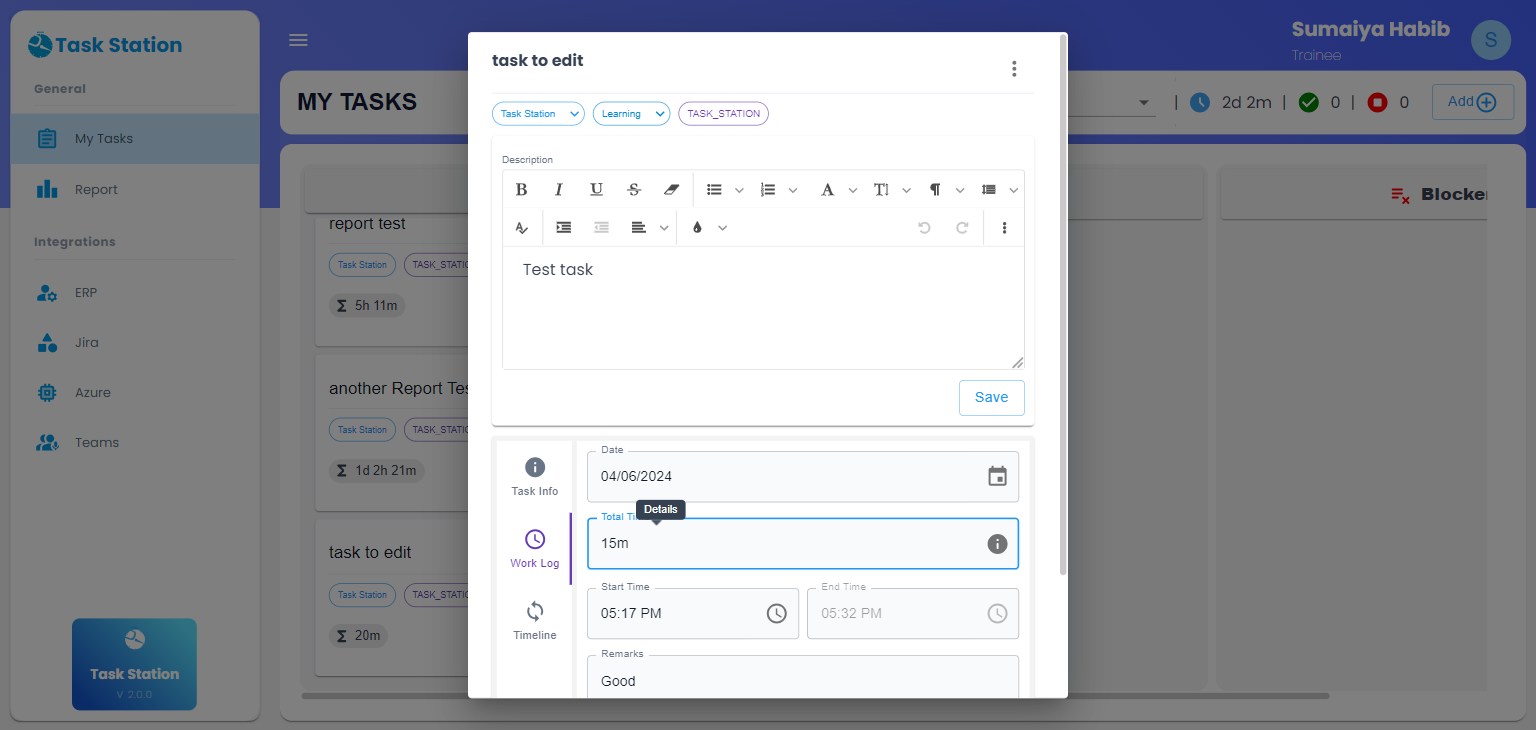 Task Station
General
My Tasks
Report
Integrations
ERP
Jira
Azure
Teams
Task Station
V 2.0.0
Sumaiya Habib
Trainee
S
MY TASKS
| 2d 2m | 0 | 0
Add
Blocker
report test
Task Station
5h 11m
another Report Tes
Task Station
1d 2h 21m
task to edit
Task Station
20m
task to edit
Task Station Learning TASK_STATION
Description
B I U S A TI ¶
A
Test task
Save
Task Info
Work Log
Timeline
Date
04/06/2024
Details
Total Ti
15m
Start Time End Time
05:17 PM 05:32 PM
Remarks
Good